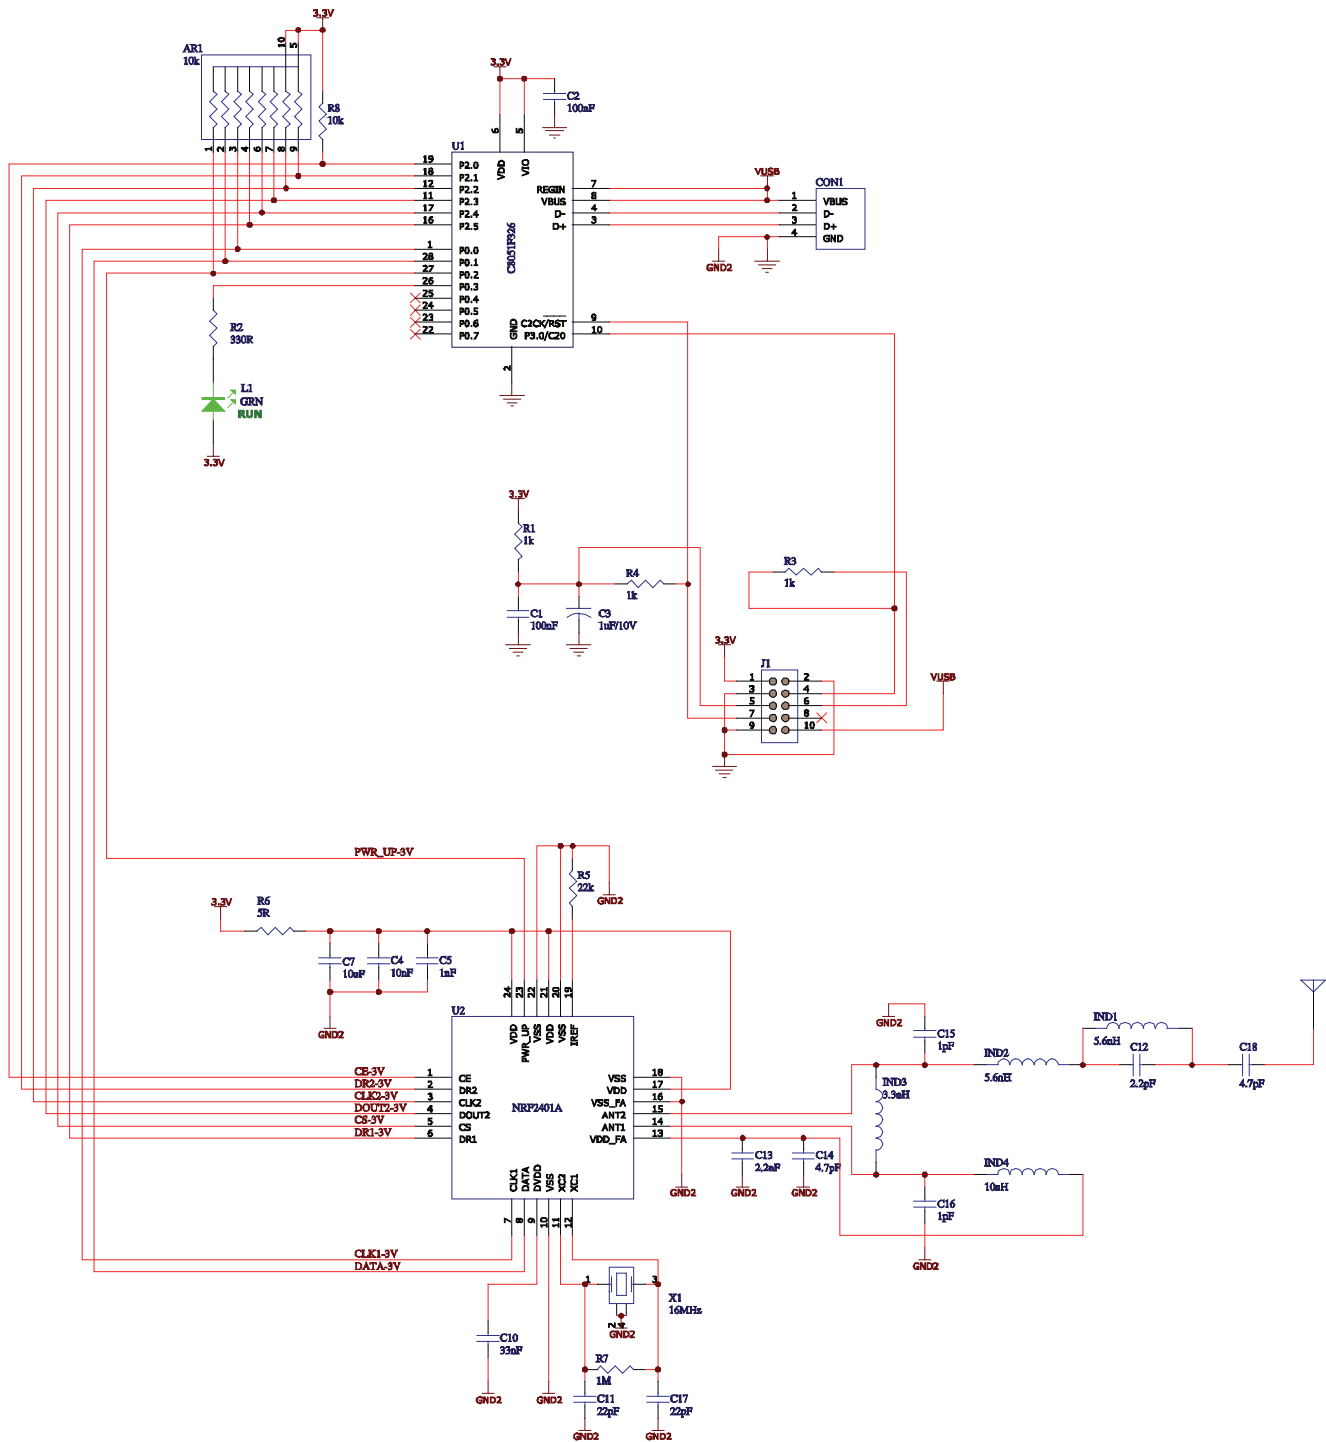 3.3V
AR1
10k
10
5
R8
10k
1
2
3
4
6
7
8
9
3.3V
C2
100nF
6
5
U1
VDD
VIO
19 P2.0
18 P2.1
12 P2.2
11 P2.3
17 P2.4
16 P2.5
1 P0.0
28 P0.1
27 P0.2
26 P0.3
25 P0.4
24 P0.5
23 P0.6
22 P0.7
C8051F326
REGIN 7
VBUS 8
D- 4
D+ 3
C2CK/RST 9
P3.0/C20 10
GND
2
VUSB
CON1
1 VBUS
2 D-
3 D+
4 GND
GND2
R2
330R
L1
GRN
RUN
3.3V
3.3V
R1
1k
R4
1k
C1
100nF
C3
1uF/10V
R3
1k
3.3V
J1
1 2
3 4
5 6
7 8
9 10
VUSB
PWR_UP-3V
R5
22k
GND2
3.3V
R6
5R
C7
10uF
C4
10nF
C5
1nF
GND2
24
23
22
21
20
19
U2
VDD
PWR_UP
VSS
VDD
VSS
IREF
CE-3V 1 CE
DR2-3V 2 DR2
CLK2-3V 3 CLK2
DOUT2-3V 4 DOUT2
CS-3V 5 CS
DR1-3V 6 DR1
NRF2401A
VSS 18
VDD 17
VSS_FA 16
ANT2 15
ANT1 14
VDD_FA 13
CLK1
DATA
DVDD
VSS
XC2
XC1
7
8
9
10
11
12
GND2
C13
2.2nF
GND2
C14
4.7pF
GND2
GND2
C15
1pF
IND3
3.3nH
IND2
5.6nH
IND1
5.6nH
C12
2.2pF
C18
4.7pF
IND4
10nH
C16
1pF
GND2
CLK1-3V
DATA-3V
1
3
X1
16MHz
2
4
GND2
C10
33nF
GND2
GND2
R7
1M
C11
22pF
GND2
C17
22pF
GND2